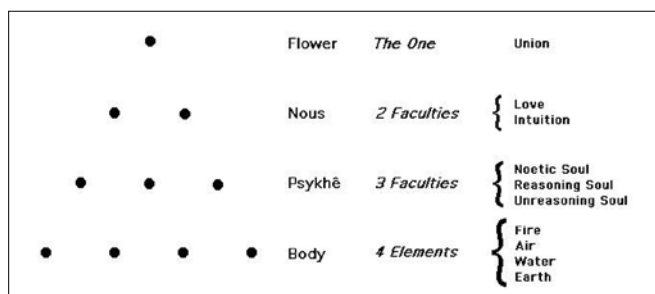 Flower The One Union
Nous 2 Faculties Love
Intuition
Psykhê 3 Faculties Noetic Soul
Reasoning Soul
Unreasoning Soul
Body 4 Elements Fire
Air
Water
Earth